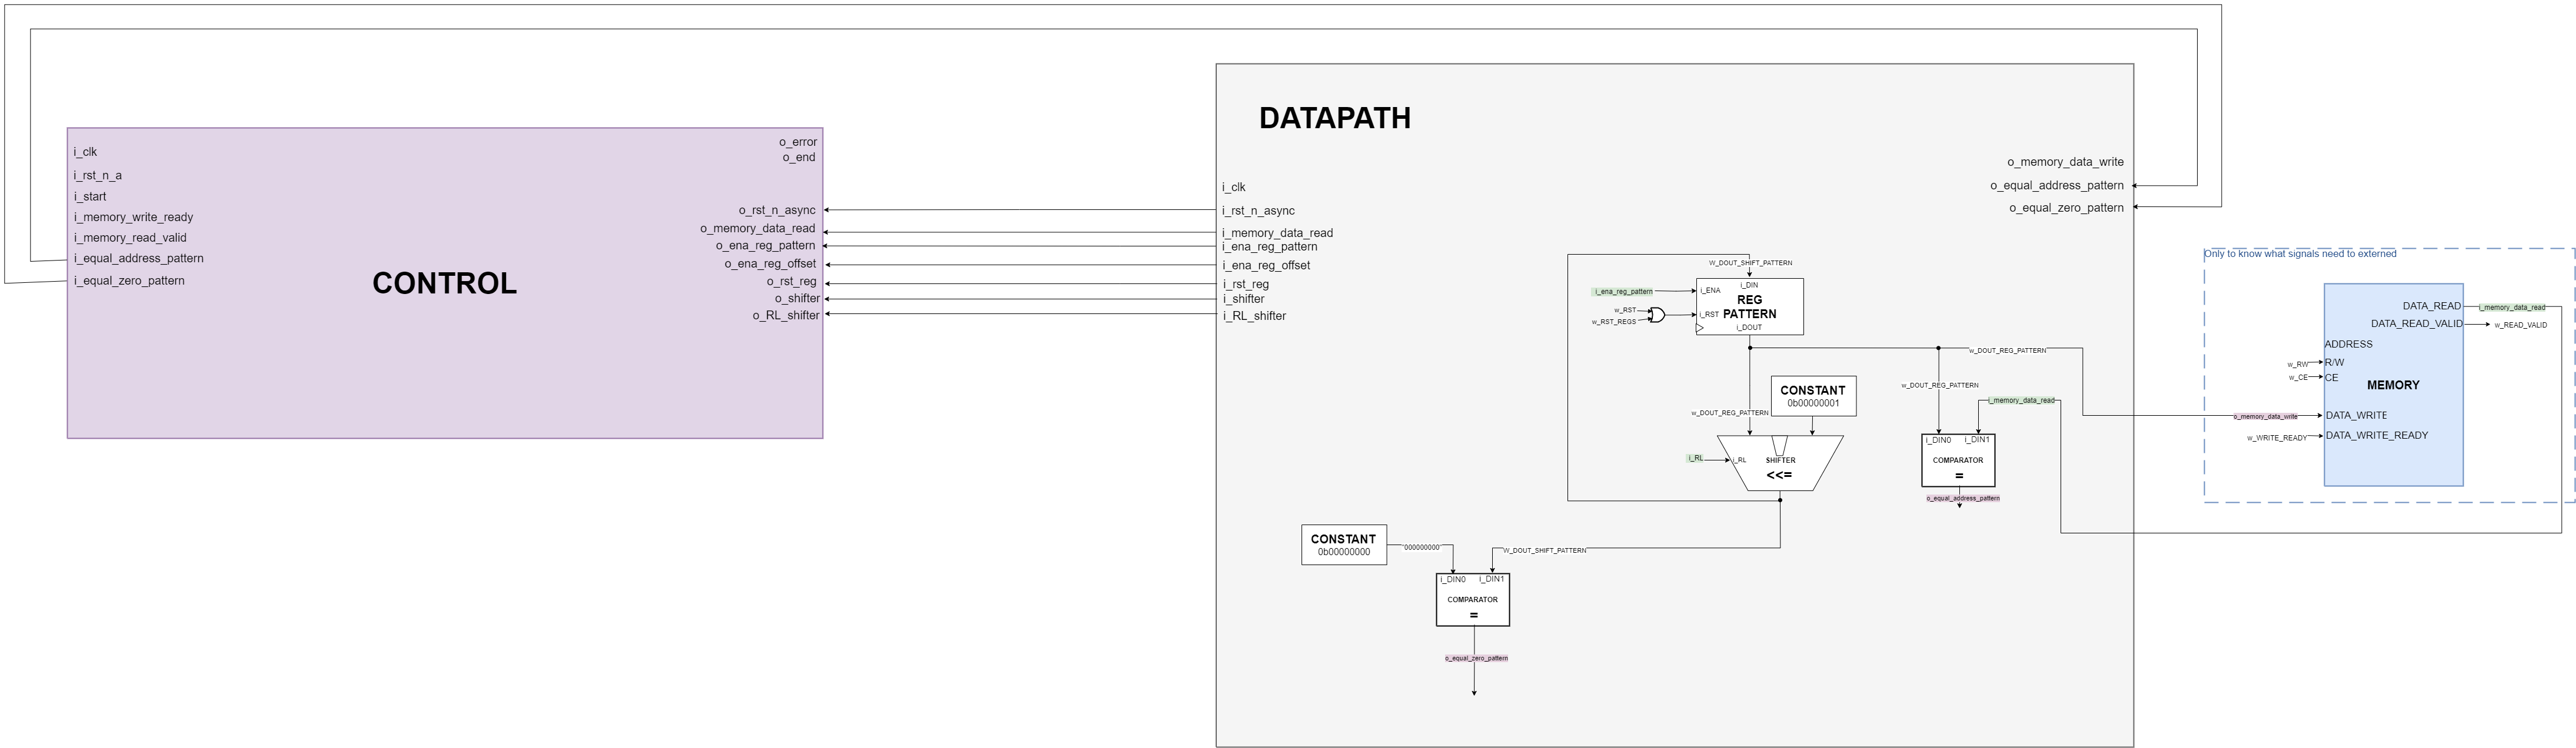 CONTROL
i_clk
i_rst_n_a
i_start
i_memory_write_ready
i_memory_read_valid
i_equal_address_pattern
i_equal_zero_pattern
o_error
o_end
o_rst_n_async
o_memory_data_read
o_ena_reg_pattern
o_ena_reg_offset
o_rst_reg
o_shifter
o_RL_shifter
DATAPATH
i_clk
i_rst_n_async
i_memory_data_read
i_ena_reg_pattern
i_ena_reg_offset
i_rst_reg
i_shifter
i_RL_shifter
o_memory_data_write
o_equal_address_pattern
o_equal_zero_pattern
W_DOUT_SHIFT_PATTERN
i_ena_reg_pattern
w_RST
w_RST_REGS
i_DIN
i_ENA
REG
PATTERN
i_RST
i_DOUT
w_DOUT_REG_PATTERN
w_DOUT_REG_PATTERN
w_DOUT_REG_PATTERN
CONSTANT
0b00000001
i_RL
i_RL
SHIFTER
<<=
i_memory_data_read
i_DIN0
i_DIN1
COMPARATOR
=
o_equal_address_pattern
CONSTANT
0b00000000
000000000
W_DOUT_SHIFT_PATTERN
i_DIN0
i_DIN1
COMPARATOR
=
o_equal_zero_pattern
Only to know what signals need to externed
DATA_READ
i_memory_data_read
DATA_READ_VALID
w_READ_VALID
ADDRESS
w_RW
R/W
w_CE
CE
MEMORY
o_memory_data_write
DATA_WRITE
w_WRITE_READY
DATA_WRITE_READY